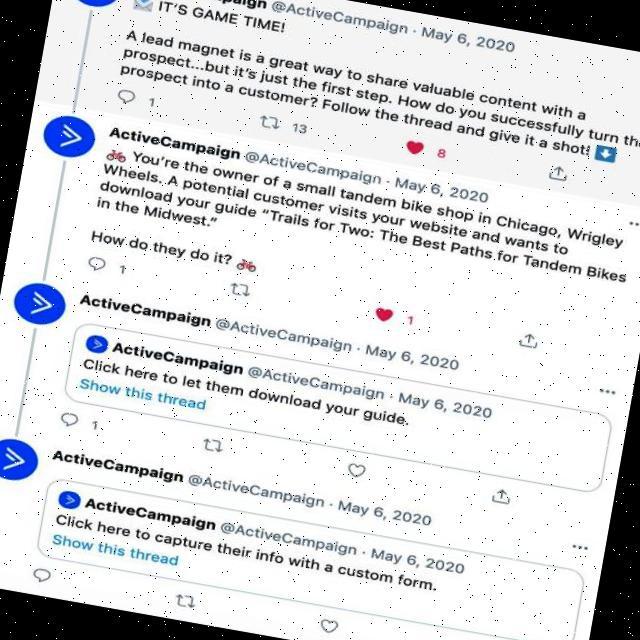 @ActiveCampaign · May 6, 2020
IT'S GAME TIME!
A lead magnet is a great way to share valuable content with a
prospect...but it's just the first step. How do you successfully turn
prospect into a customer? Follow the thread and give it a shot!
1 13 8
ActiveCampaign @ActiveCampaign · May 6, 2020
You're the owner of a small tandem bike shop in Chicago, Wrigley
Wheels. A potential customer visits your website and wants to
download your guide "Trails for Two: The Best Paths for Tandem Bikes
in the Midwest."
How do they do it?
1 1
ActiveCampaign @ActiveCampaign · May 6, 2020
ActiveCampaign @ActiveCampaign · May 6, 2020
Click here to let them download your guide.
Show this thread
1
ActiveCampaign @ActiveCampaign · May 6, 2020
ActiveCampaign @ActiveCampaign · May 6, 2020
Click here to capture their info with a custom form.
Show this thread